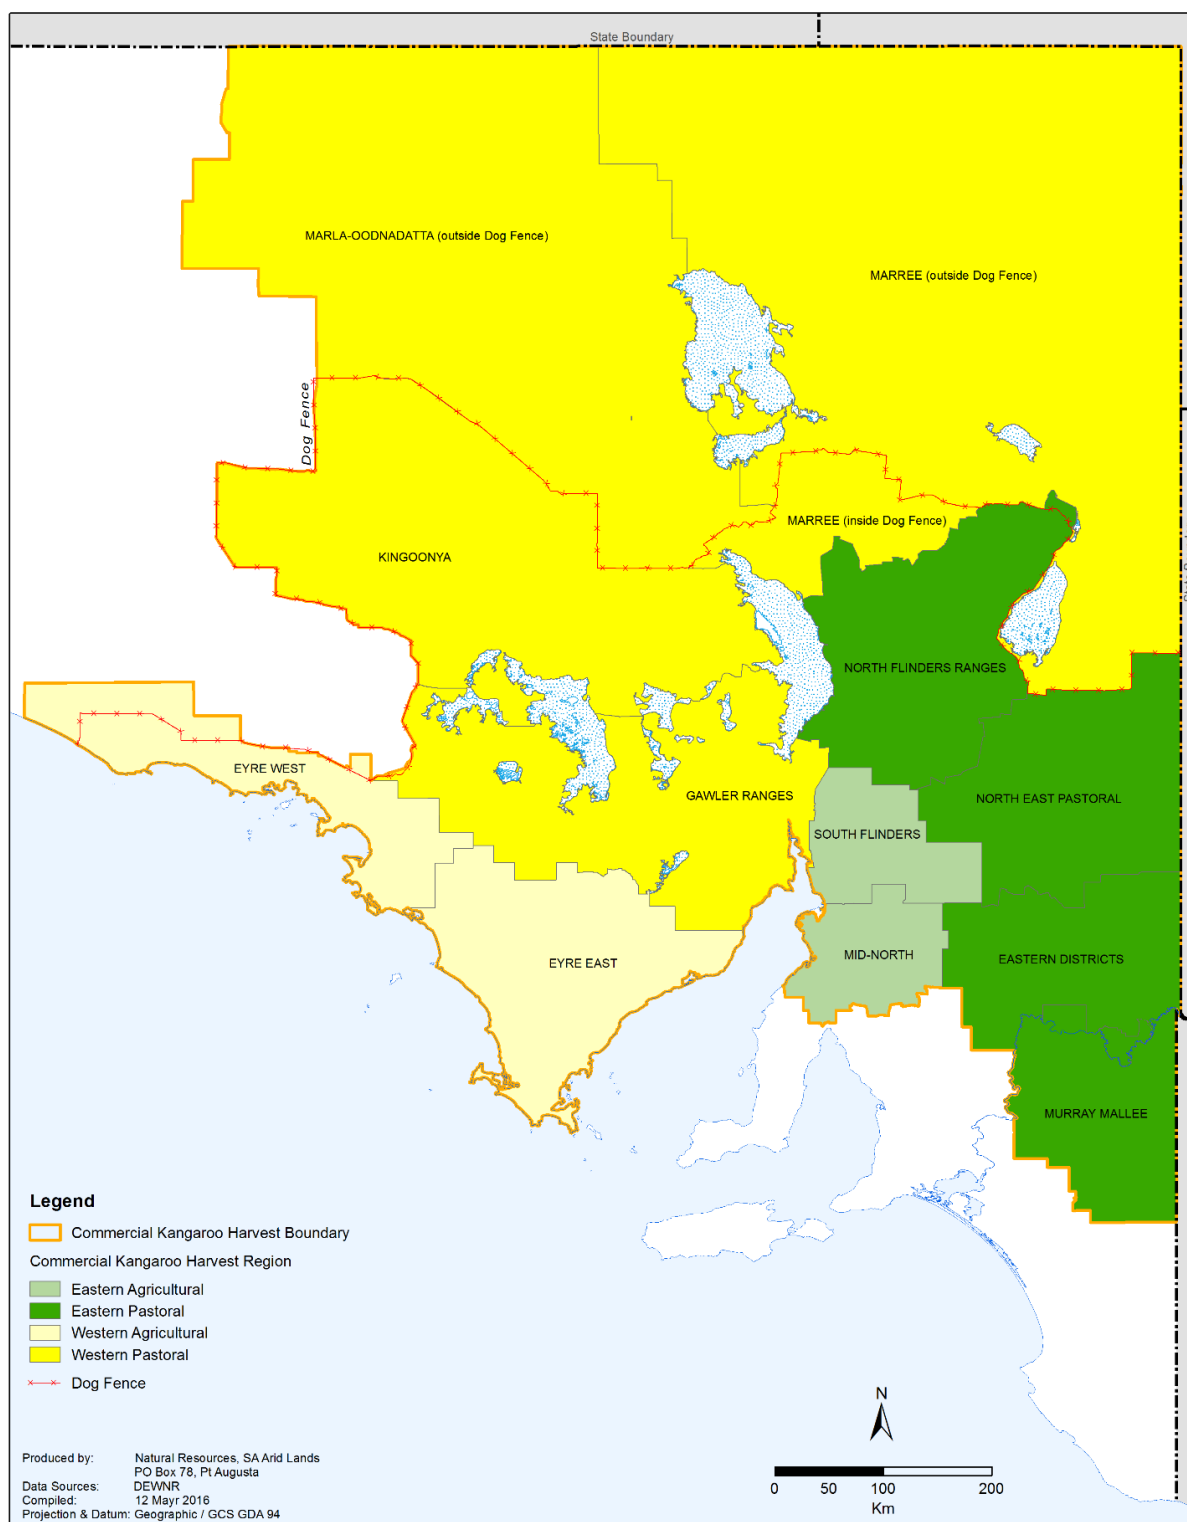 State Boundary
MARLA-OODNADATTA (outside Dog Fence)
MARREE (outside Dog Fence)
Dog Fence
MARREE (inside Dog Fence)
KINGOONYA
NORTH FLINDERS RANGES
EYRE WEST
GAWLER RANGES
NORTH EAST PASTORAL
SOUTH FLINDERS
EYRE EAST
MID-NORTH
EASTERN DISTRICTS
MURRAY MALLEE
Legend
Commercial Kangaroo Harvest Boundary
Commercial Kangaroo Harvest Region
Eastern Agricultural
Eastern Pastoral
Western Agricultural
Western Pastoral
Dog Fence
N
0 50 100 200
Km
Produced by: Natural Resources, SA Arid Lands
PO Box 78, Pt Augusta
Data Sources: DEWNR
Compiled: 12 Mayr 2016
Projection & Datum: Geographic / GCS GDA 94